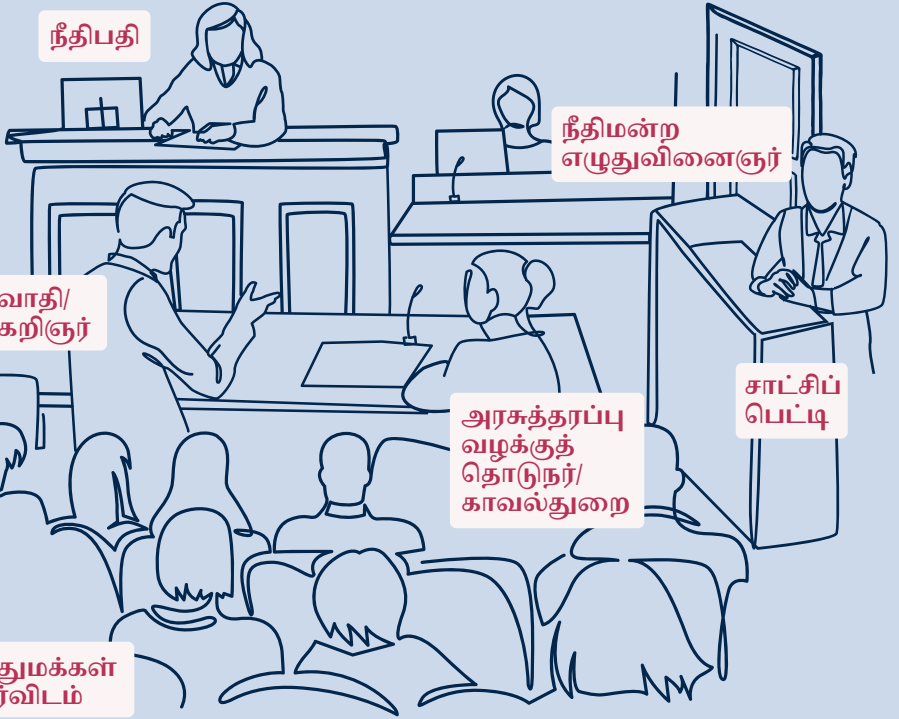 நீதிபதி
நீதிமன்ற
எழுதுவினைஞர்
வாதி/
கறிஞர்
சாட்சிப்
பெட்டி
அரசுத்தரப்பு
வழக்குத்
தொடுநர்/
காவல்துறை
துமக்கள்
ர்விடம்